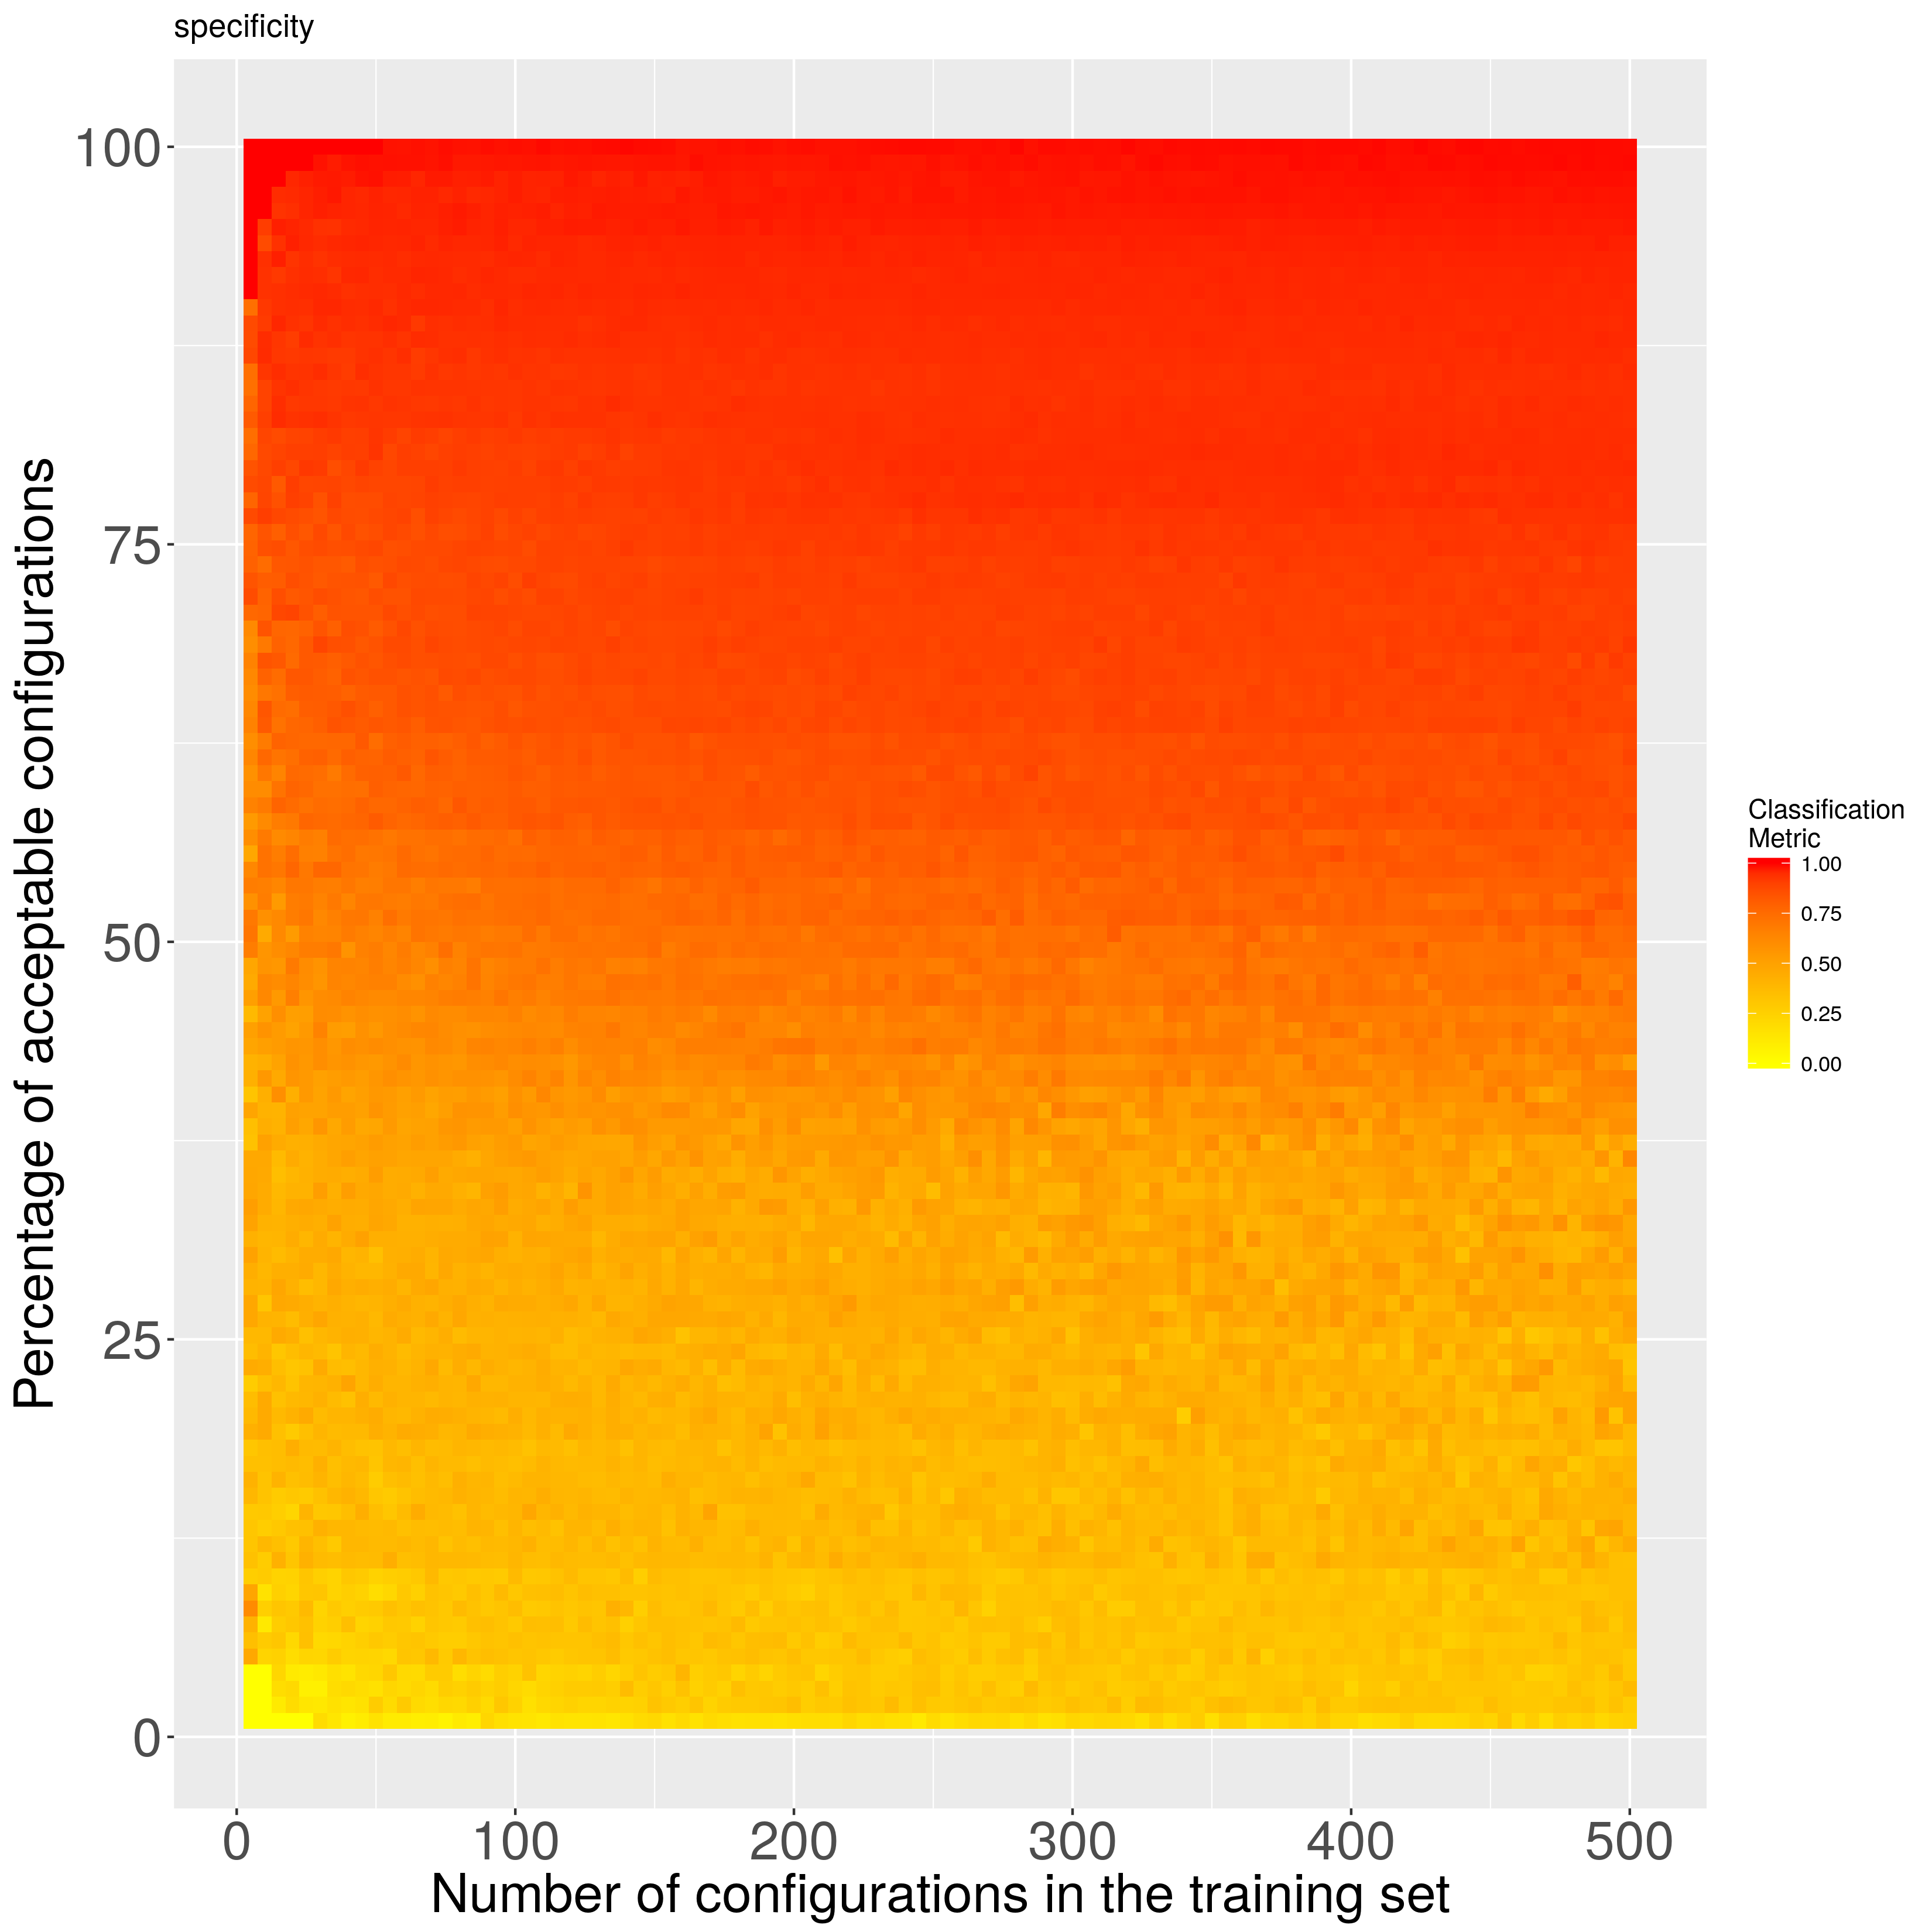 specificity
Percentage of acceptable configurations
100
75
50
25
0
0 100 200 300 400 500
Number of configurations in the training set
Classification
Metric
1.00
0.75
0.50
0.25
0.00